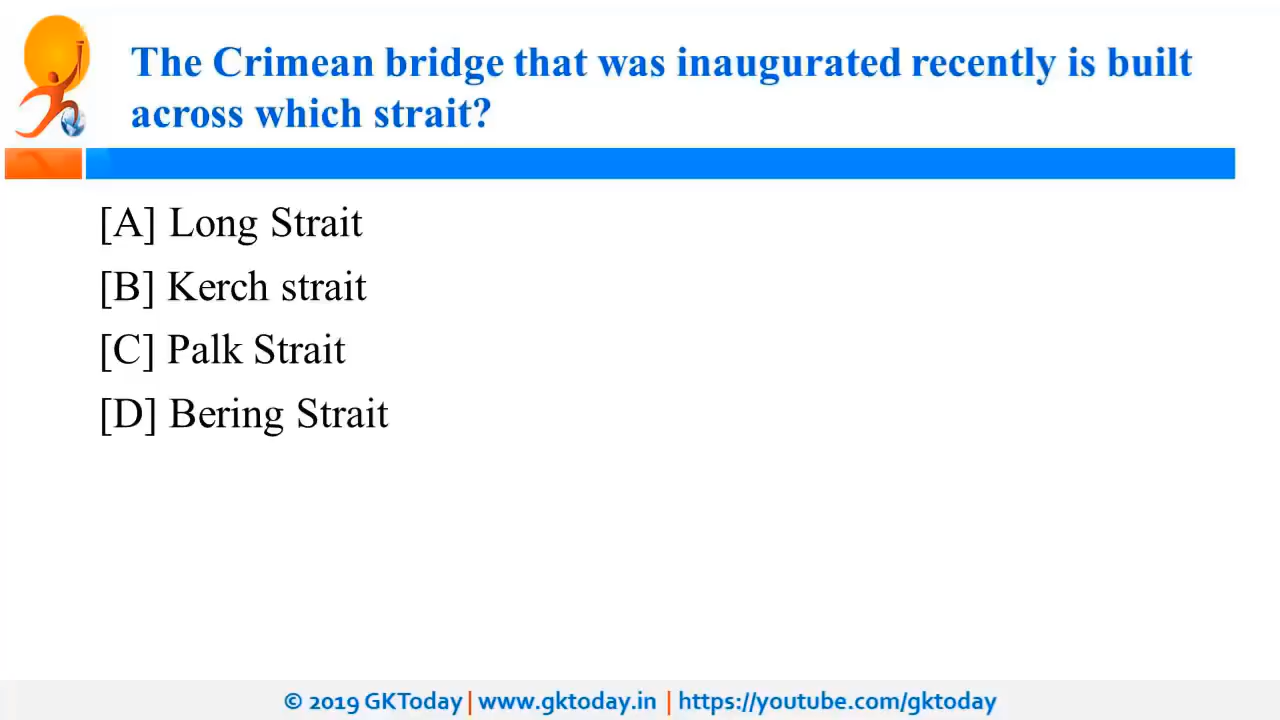 The Crimean bridge that was inaugurated recently is built
across which strait?
[A] Long Strait
[B] Kerch strait
[C] Palk Strait
[D] Bering Strait
© 2019 GKToday | www.gktoday.in | https://youtube.com/gktoday